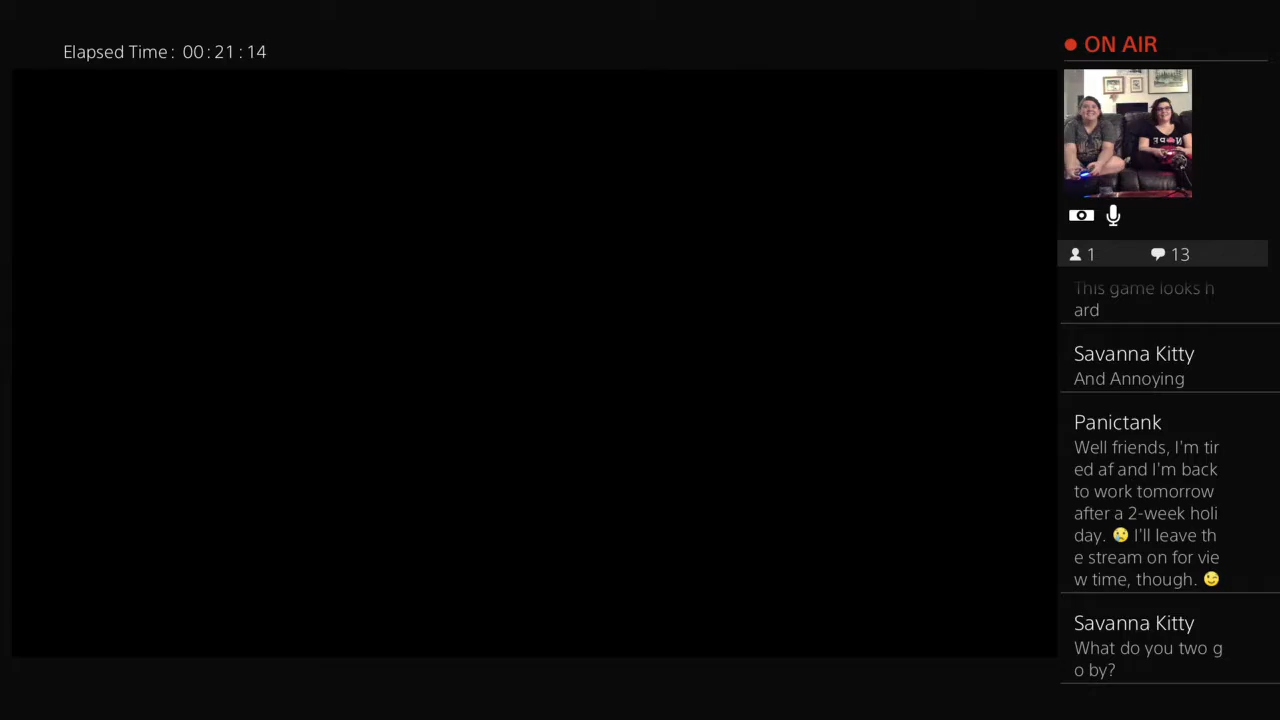 Elapsed Time: 00:21:14
ON AIR
1 13
This game looks h
ard
Savanna Kitty
And Annoying
Panictank
Well friends, I'm tir
ed af and I'm back
to work tomorrow
after a 2-week holi
day. 😢 I'll leave th
e stream on for vie
w time, though. 😉
Savanna Kitty
What do you two g
o by?